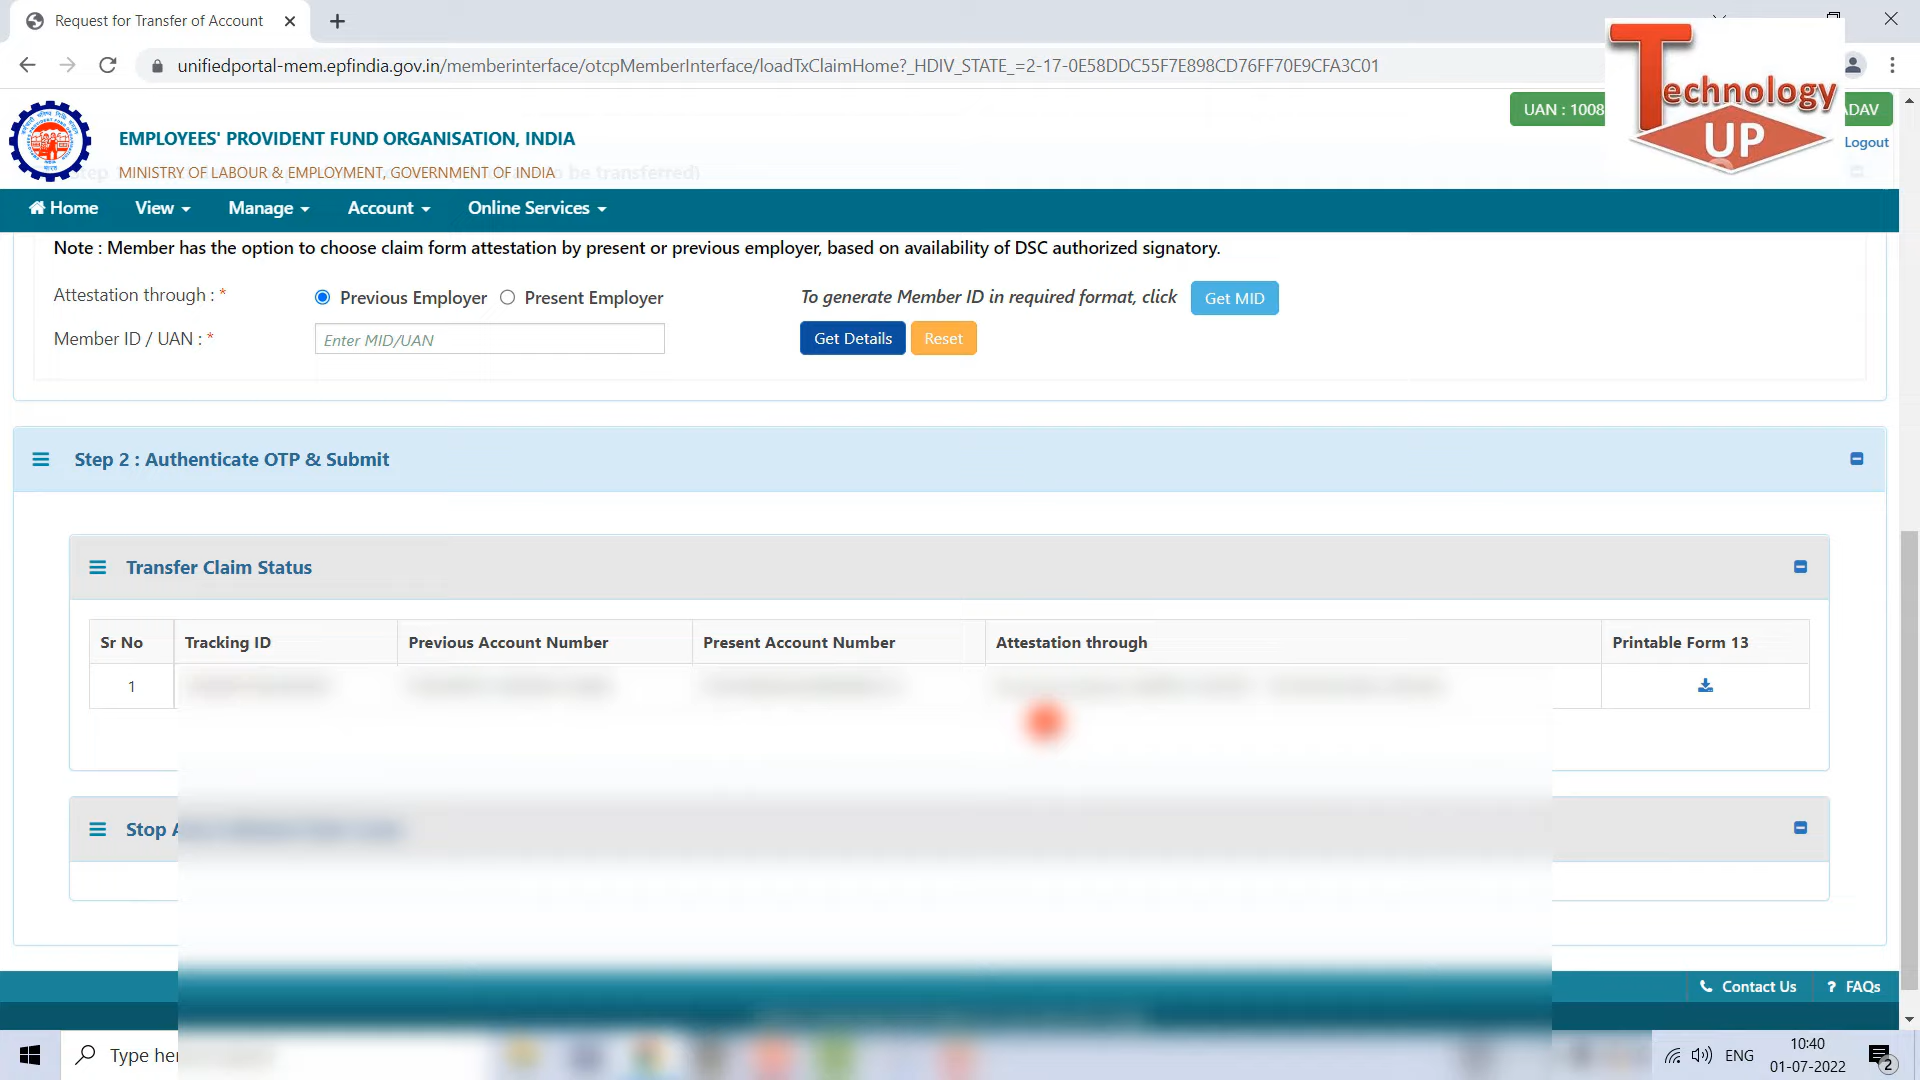 Request for Transfer of Account
unifiedportal-mem.epfindia.gov.in/memberinterface/otcpMemberInterface/loadTxClaimHome?_HDIV_STATE_=2-17-0E58DDC55F7E898CD76FF70E9CFA3C01
Technology
UP
UAN : 1008
DAV
EMPLOYEES' PROVIDENT FUND ORGANISATION, INDIA
Logout
MINISTRY OF LABOUR & EMPLOYMENT, GOVERNMENT OF INDIA
be transferred)
Home View Manage Account Online Services
Note : Member has the option to choose claim form attestation by present or previous employer, based on availability of DSC authorized signatory.
Attestation through : * Previous Employer Present Employer To generate Member ID in required format, click Get MID
Member ID / UAN : * Enter MID/UAN Get Details Reset
Step 2 : Authenticate OTP & Submit
Transfer Claim Status
Sr No Tracking ID Previous Account Number Present Account Number Attestation through Printable Form 13
1
Stop
Contact Us ? FAQs
Type
ENG
10:40
01-07-2022
2